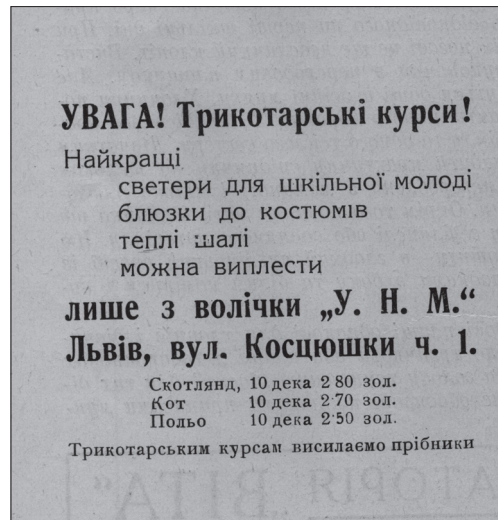 УВАГА! Трикотарські курси!
Найкращі
светери для шкільної молоді
блюзки до костюмів
теплі шалі
можна виплести
лише з волічки „У. Н. М.“
Львів, вул. Косцюшки ч. 1.
Скотлянд, 10 дека 2·80 зол.
Кот 10 дека 2·70 зол.
Польо 10 дека 2·50 зол.
Трикотарським курсам висилаємо прібники